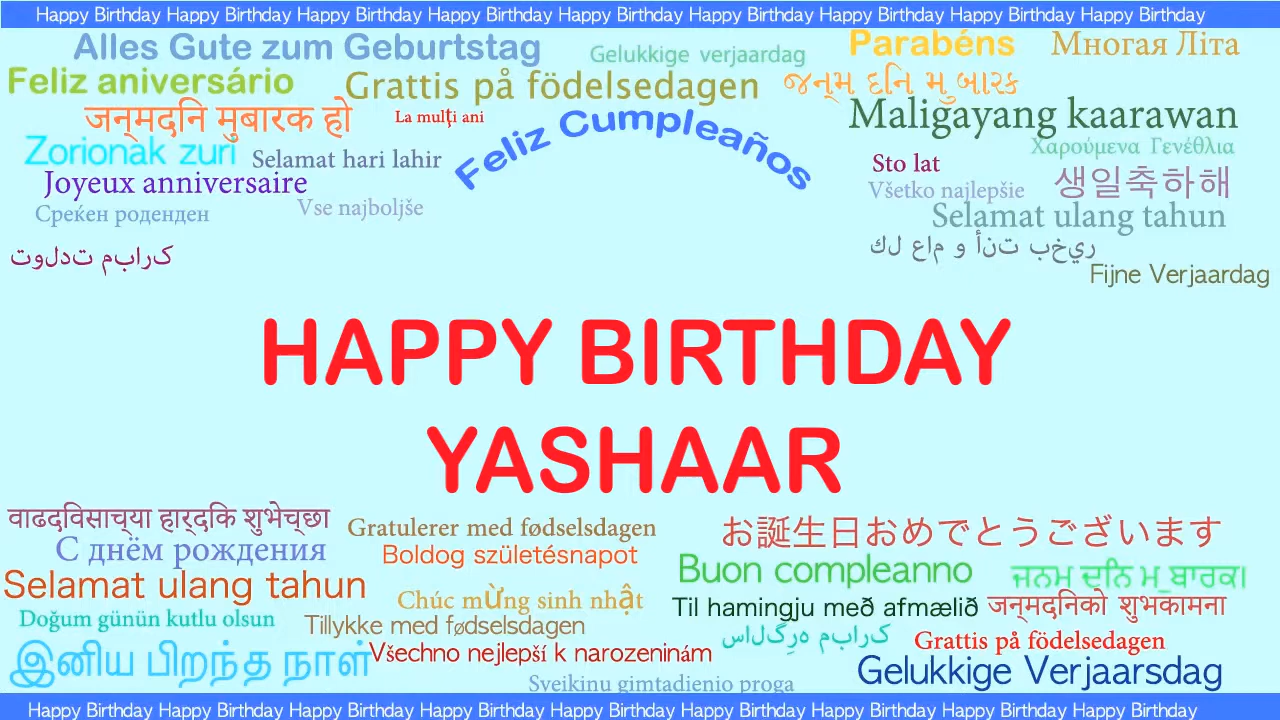 Happy Birthday Happy Birthday Happy Birthday Happy Birthday Happy Birthday Happy Birthday Happy Birthday Happy Birthday Happy Birthday
Alles Gute zum Geburtstag
Gelukkige verjaardag
Parabéns
Многая Літа
Feliz aniversário
Grattis på födelsedagen
જન્મ દનિ મુબારક
जन्मदनि मुबारक हो
La mulţi ani
Feliz Cumpleaños
Maligayang kaarawan
Zorionak zuri
Selamat hari lahir
Χαρούμενα Γενέθλια
Joyeux anniversaire
Sto lat
생일축하해
Всетko najlepšie
Среќен роденден
Vse najboljše
Selamat ulang tahun
تولدت مبارک
كل عام و أنت بخير
Fijne Verjaardag
HAPPY BIRTHDAY
YASHAAR
वाढदविसाच्या हार्दकि शुभेच्छा
Gratulerer med fødselsdagen
お誕生日おめでとうございます
С днём рождения
Boldog születésnapot
Buon compleanno
ਜਨਮ ਦਨਿ ਮੁਬਾਰਕ।
Selamat ulang tahun
Chúc mừng sinh nhật
Til hamingju með afmælið
जन्मदनिको शुभकामना
Doğum günün kutlu olsun
Tillykke med fødselsdagen
سالگرہ مبارک
Grattis på födelsedagen
இனிய பிறந்த நாள்
Všechno nejlepší k narozeninám
Gelukkige Verjaarsdag
Sveikinu gimtadienio proga
Happy Birthday Happy Birthday Happy Birthday Happy Birthday Happy Birthday Happy Birthday Happy Birthday Happy Birthday Happy Birthday